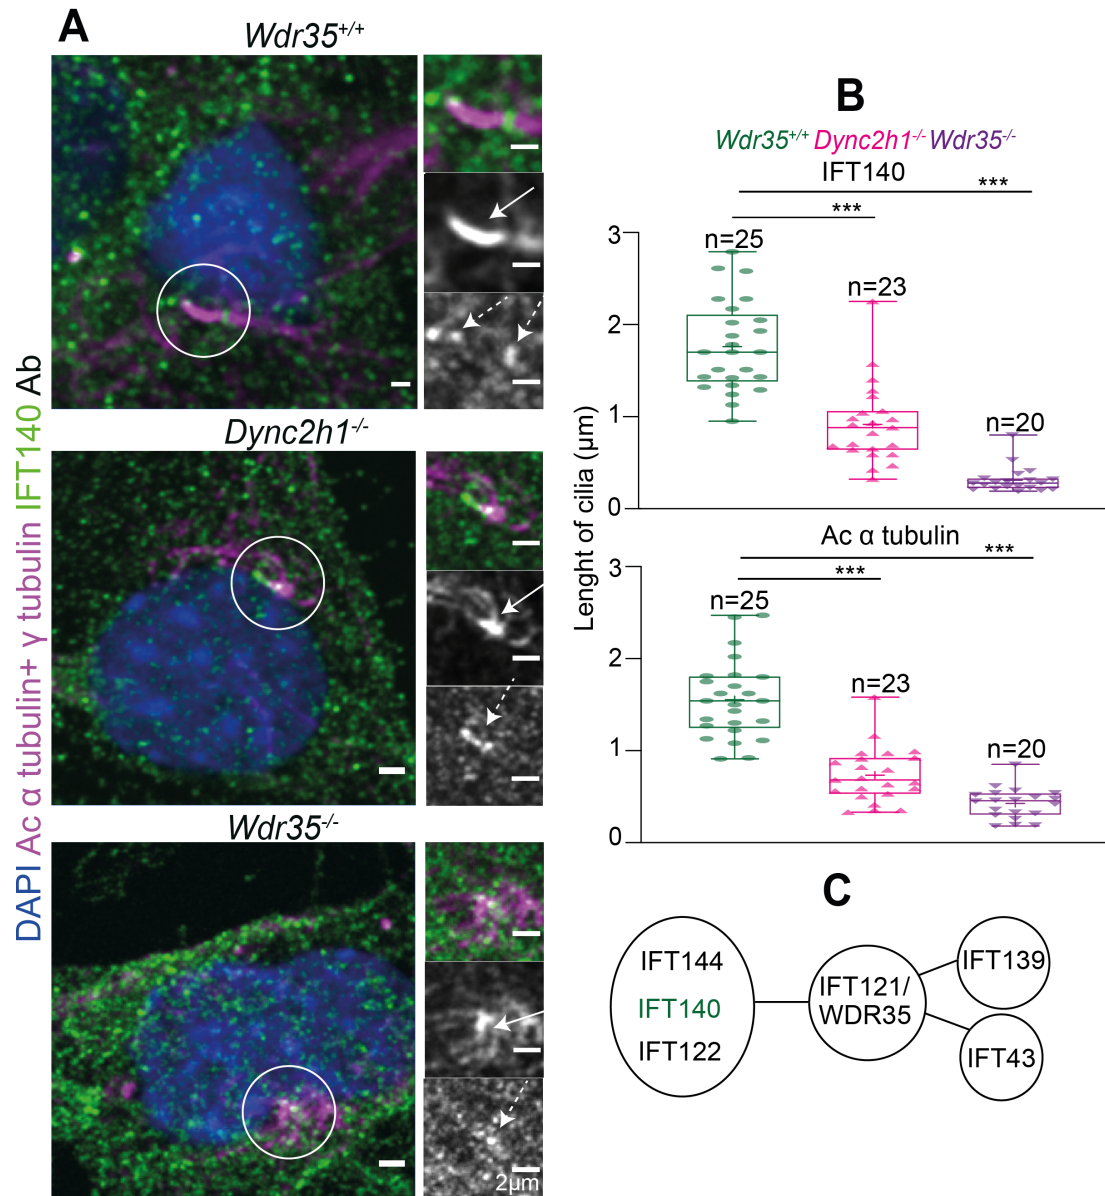 A
Wdr35+/+
DAPI Ac α tubulin+ γ tubulin IFT140 Ab
Dync2h1-/-
Wdr35-/-
2μm
B
Wdr35+/+ Dync2h1-/- Wdr35-/-
IFT140
***
***
n=25
n=23
n=20
3
2
1
0
Lenght of cilia (μm)
Ac α tubulin
***
***
n=25
n=23
n=20
3
2
1
0
C
IFT144
IFT140
IFT122
IFT121/
WDR35
IFT139
IFT43